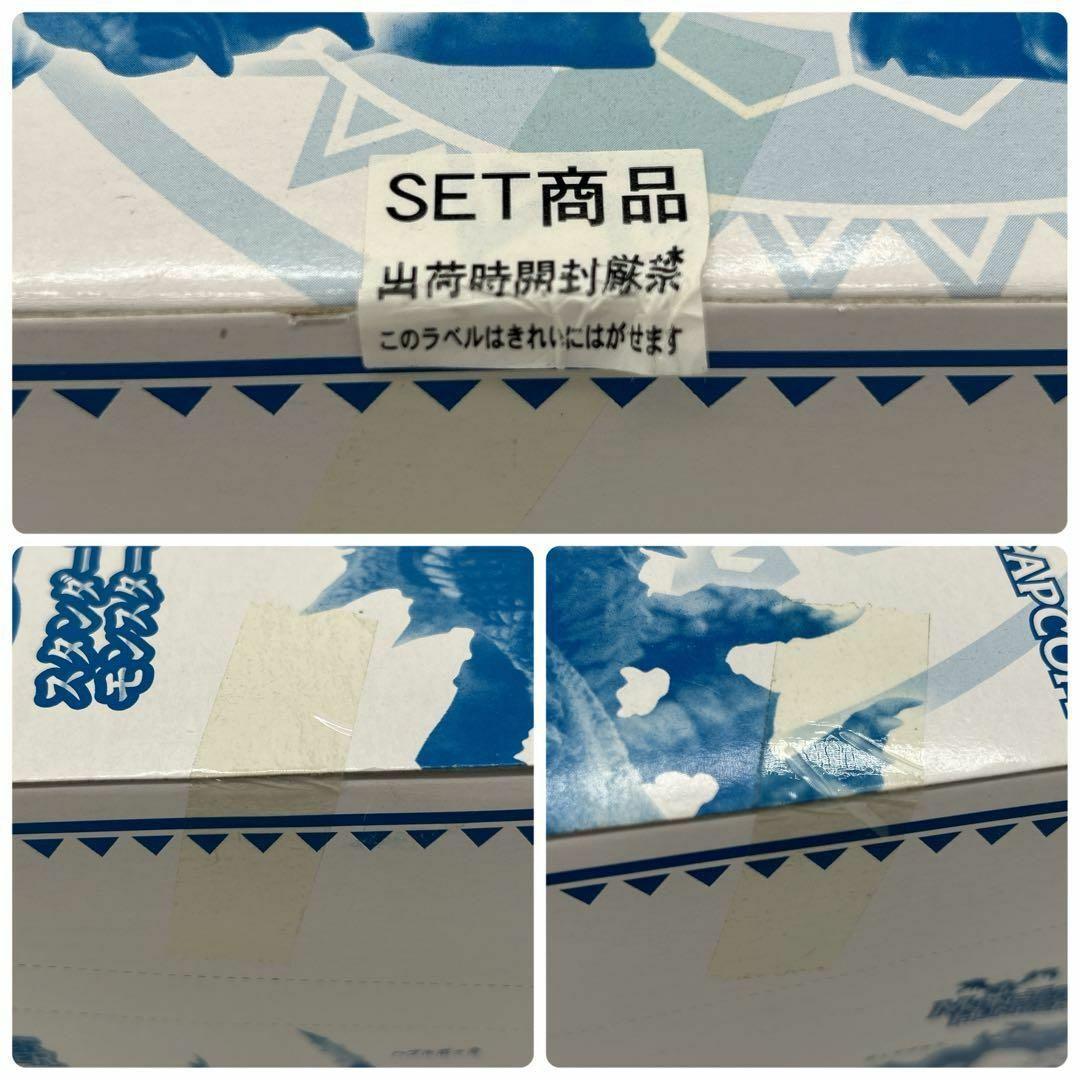 SET商品
出荷時開封厳禁
このラベルはきれいにはがせます
スタンダード
モンスター
CAPCOM